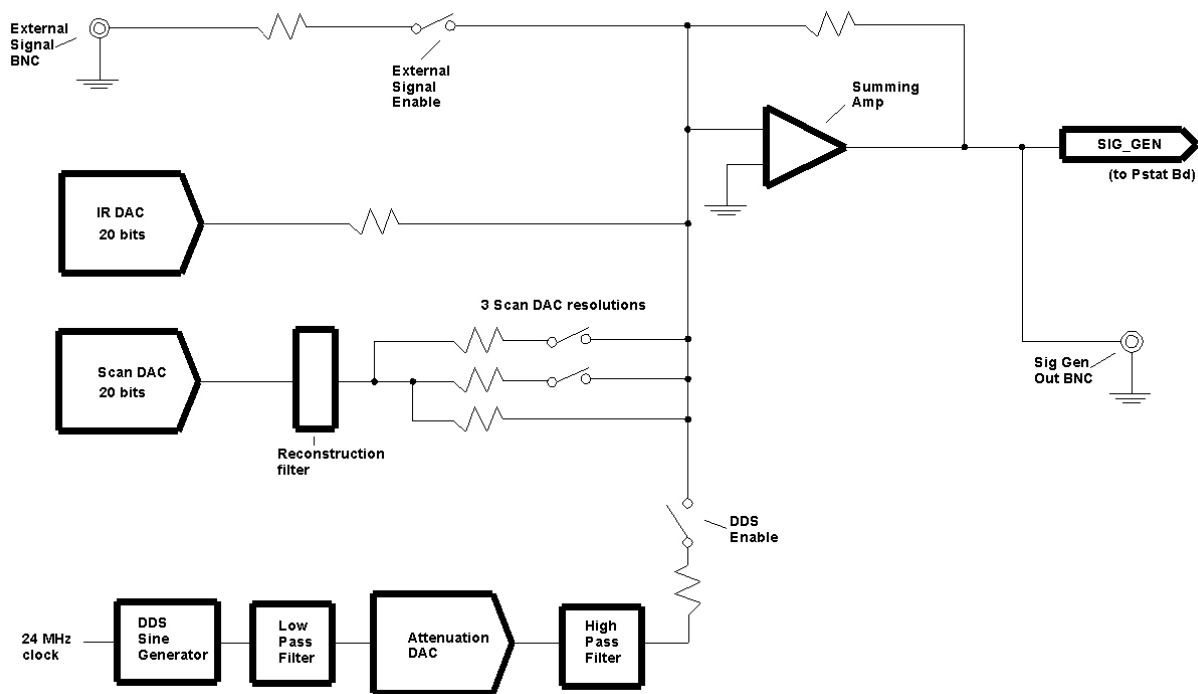 External
Signal
BNC
External
Signal
Enable
Summing
Amp
SIG_GEN
(to Pstat Bd)
IR DAC
20 bits
3 Scan DAC resolutions
Scan DAC
20 bits
Reconstruction
filter
Sig Gen
Out BNC
DDS
Enable
24 MHz
clock
DDS
Sine
Generator
Low
Pass
Filter
Attenuation
DAC
High
Pass
Filter